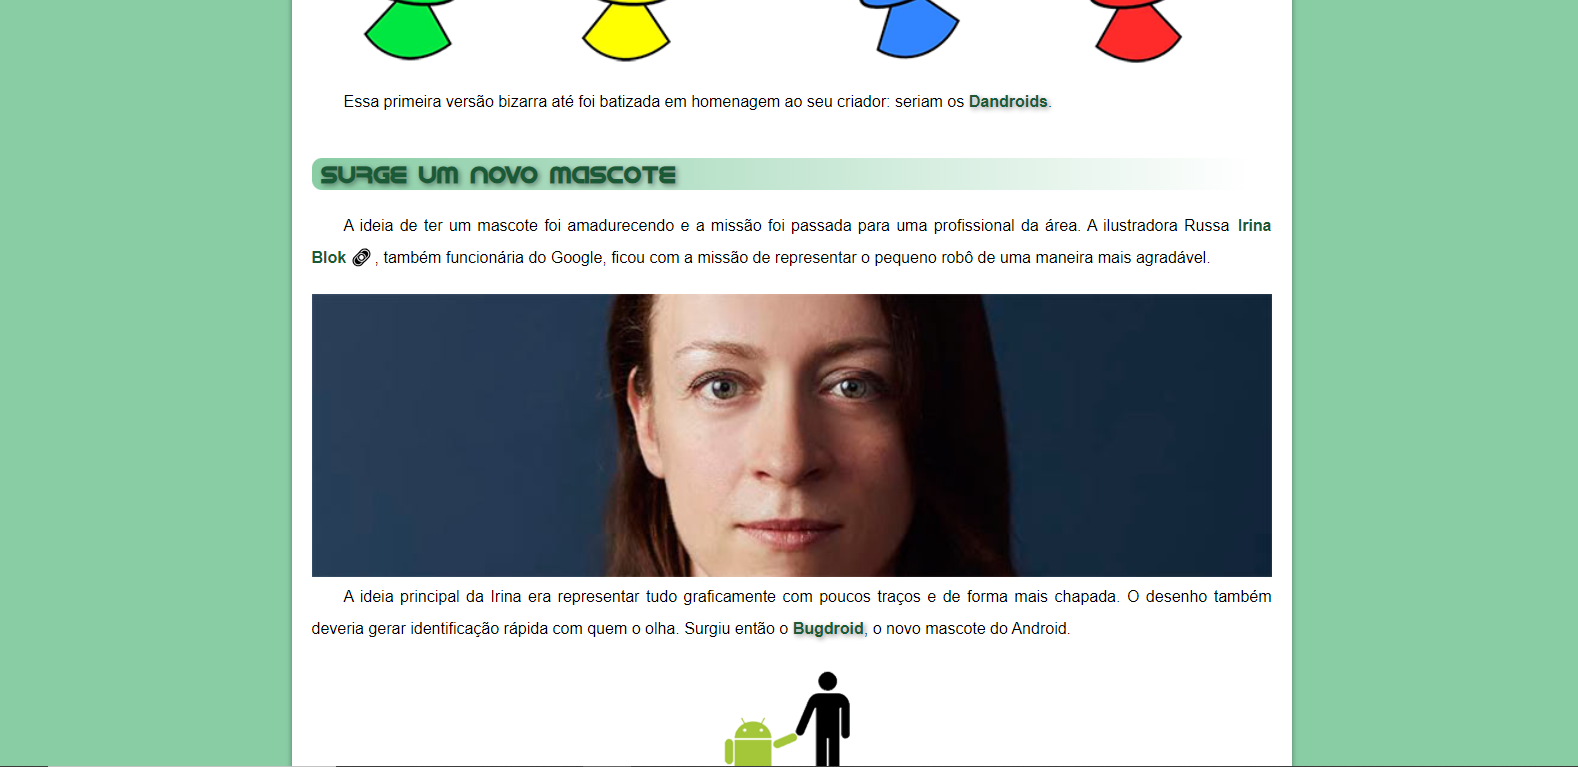 Essa primeira versão bizarra até foi batizada em homenagem ao seu criador: seriam os Dandroids.
SURGE UM NOVO MASCOTE
A ideia de ter um mascote foi amadurecendo e a missão foi passada para uma profissional da área. A ilustradora Russa Irina
Blok , também funcionária do Google, ficou com a missão de representar o pequeno robô de uma maneira mais agradável.
A ideia principal da Irina era representar tudo graficamente com poucos traços e de forma mais chapada. O desenho também
deveria gerar identificação rápida com quem o olha. Surgiu então o Bugdroid, o novo mascote do Android.